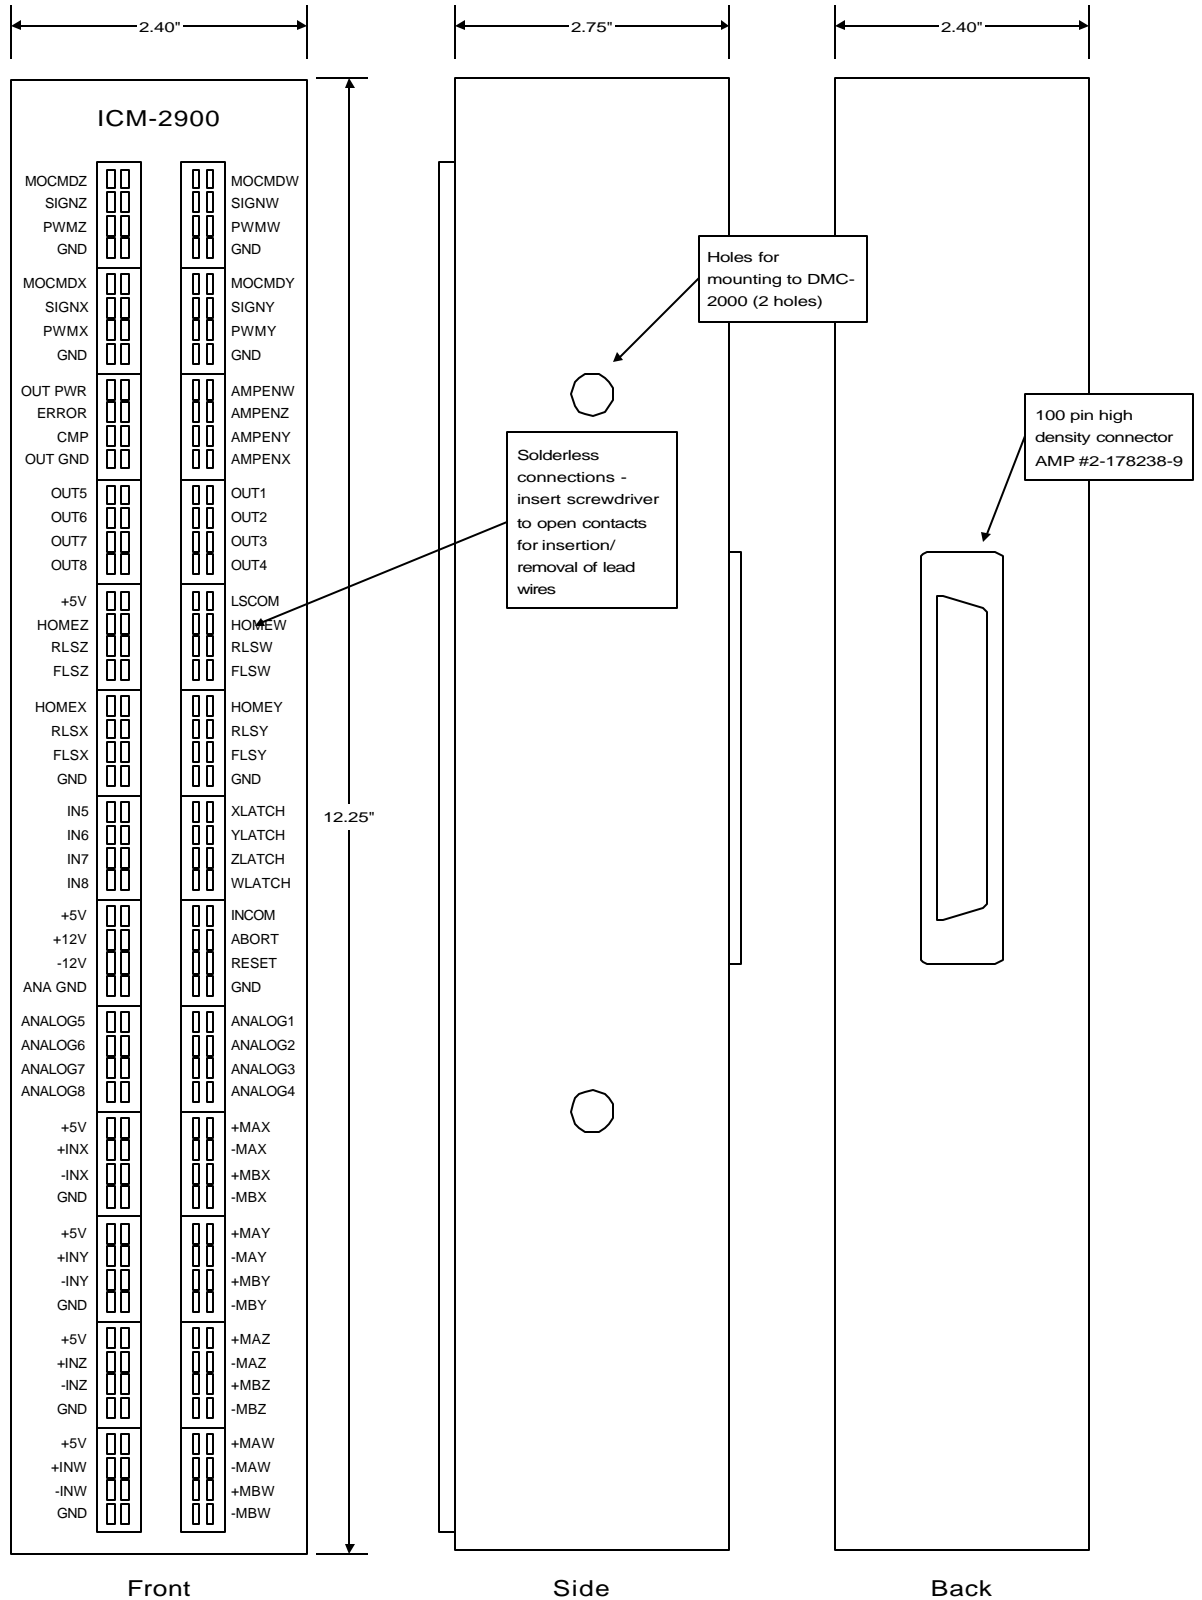 2.40"
2.75"
2.40"
ICM-2900
MOCMDZ MOCMDW
SIGNZ SIGNW
PWMZ PWMW
GND GND
MOCMDX MOCMDY
SIGNX SIGNY
PWMX PWMY
GND GND
OUT PWR AMPENW
ERROR AMPENZ
CMP AMPENY
OUT GND AMPENX
OUT5 OUT1
OUT6 OUT2
OUT7 OUT3
OUT8 OUT4
+5V LSCOM
HOMEZ HOMEW
RLSZ RLSW
FLSZ FLSW
HOMEX HOMEY
RLSX RLSY
FLSX FLSY
GND GND
IN5 XLATCH
IN6 YLATCH
IN7 ZLATCH
IN8 WLATCH
+5V INCOM
+12V ABORT
-12V RESET
ANA GND GND
ANALOG5 ANALOG1
ANALOG6 ANALOG2
ANALOG7 ANALOG3
ANALOG8 ANALOG4
+5V +MAX
+INX -MAX
-INX +MBX
GND -MBX
+5V +MAY
+INY -MAY
-INY +MBY
GND -MBY
+5V +MAZ
+INZ -MAZ
-INZ +MBZ
GND -MBZ
+5V +MAW
+INW -MAW
-INW +MBW
GND -MBW
12.25"
Holes for
mounting to DMC-
2000 (2 holes)
Solderless
connections -
insert screwdriver
to open contacts
for insertion/
removal of lead
wires
100 pin high
density connector
AMP #2-178238-9
Front
Side
Back